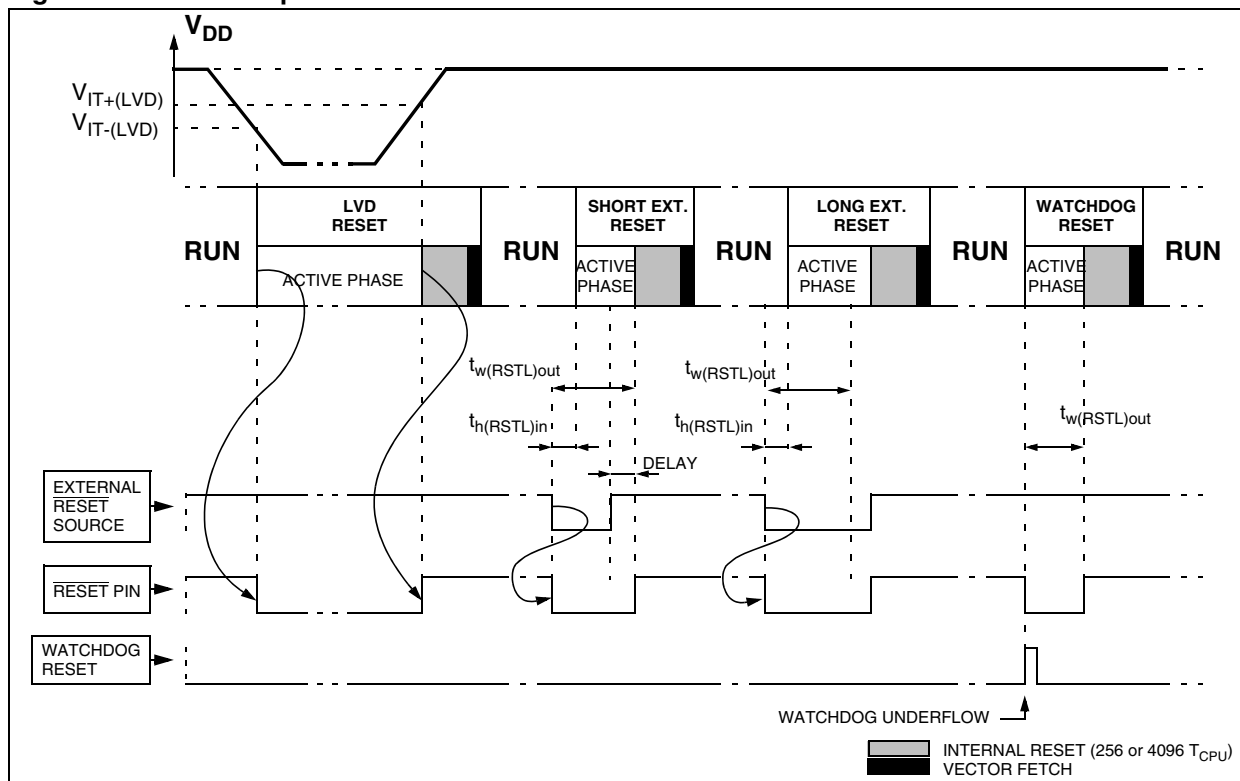 V_DD
V_IT+(LVD)
V_IT-(LVD)
LVD
RESET
SHORT EXT.
RESET
LONG EXT.
RESET
WATCHDOG
RESET
RUN
RUN
RUN
RUN
RUN
ACTIVE PHASE
ACTIVE
PHASE
ACTIVE
PHASE
ACTIVE
PHASE
t_w(RSTL)out
t_w(RSTL)out
t_h(RSTL)in
t_h(RSTL)in
t_w(RSTL)out
DELAY
EXTERNAL
RESET
SOURCE
RESET PIN
WATCHDOG
RESET
WATCHDOG UNDERFLOW
INTERNAL RESET (256 or 4096 T_CPU)
VECTOR FETCH